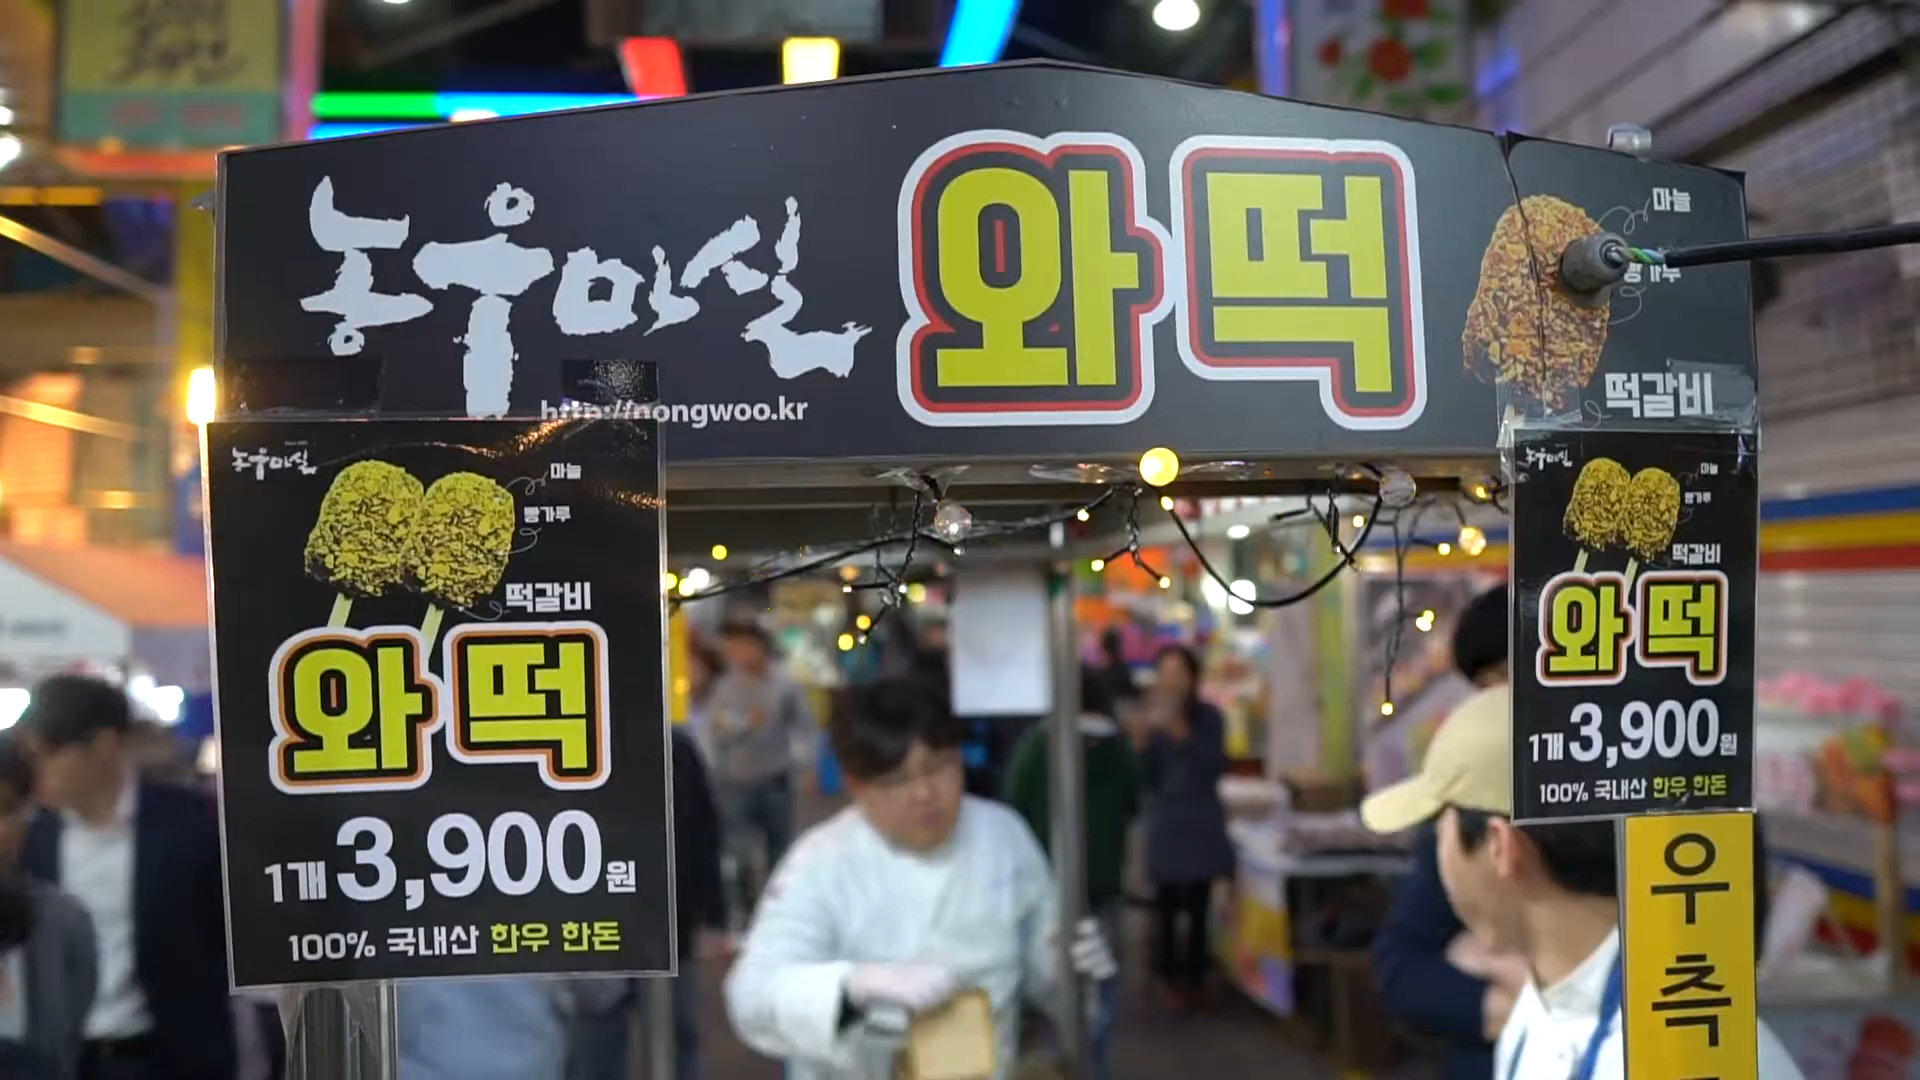 농우마실
와떡
http://nongwoo.kr
마늘
빵가루
떡갈비
농우마실
마늘
빵가루
떡갈비
와떡
1개 3,900원
100% 국내산 한우 한돈
농우마실
마늘
빵가루
떡갈비
와떡
1개 3,900원
100% 국내산 한우 한돈
우측